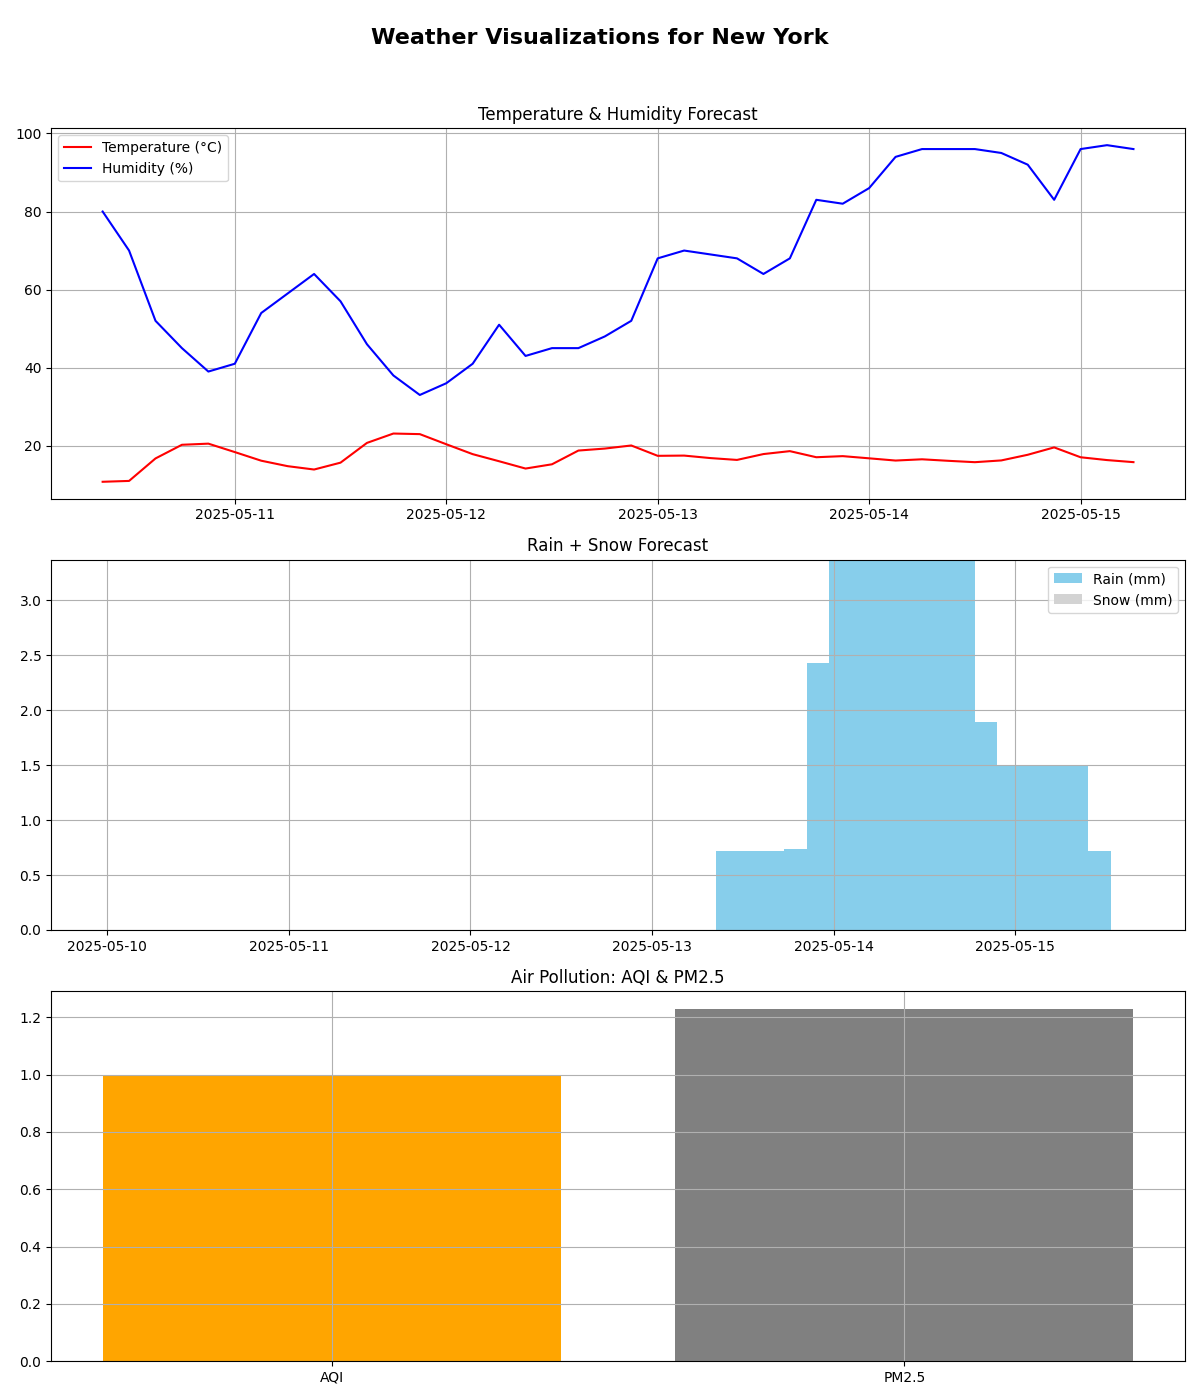 Weather Visualizations for New York
Temperature & Humidity Forecast
Temperature (°C)
Humidity (%)
100
80
60
40
20
2025-05-11 2025-05-12 2025-05-13 2025-05-14 2025-05-15
Rain + Snow Forecast
Rain (mm)
Snow (mm)
3.0
2.5
2.0
1.5
1.0
0.5
0.0
2025-05-10 2025-05-11 2025-05-12 2025-05-13 2025-05-14 2025-05-15
Air Pollution: AQI & PM2.5
1.2
1.0
0.8
0.6
0.4
0.2
0.0
AQI PM2.5